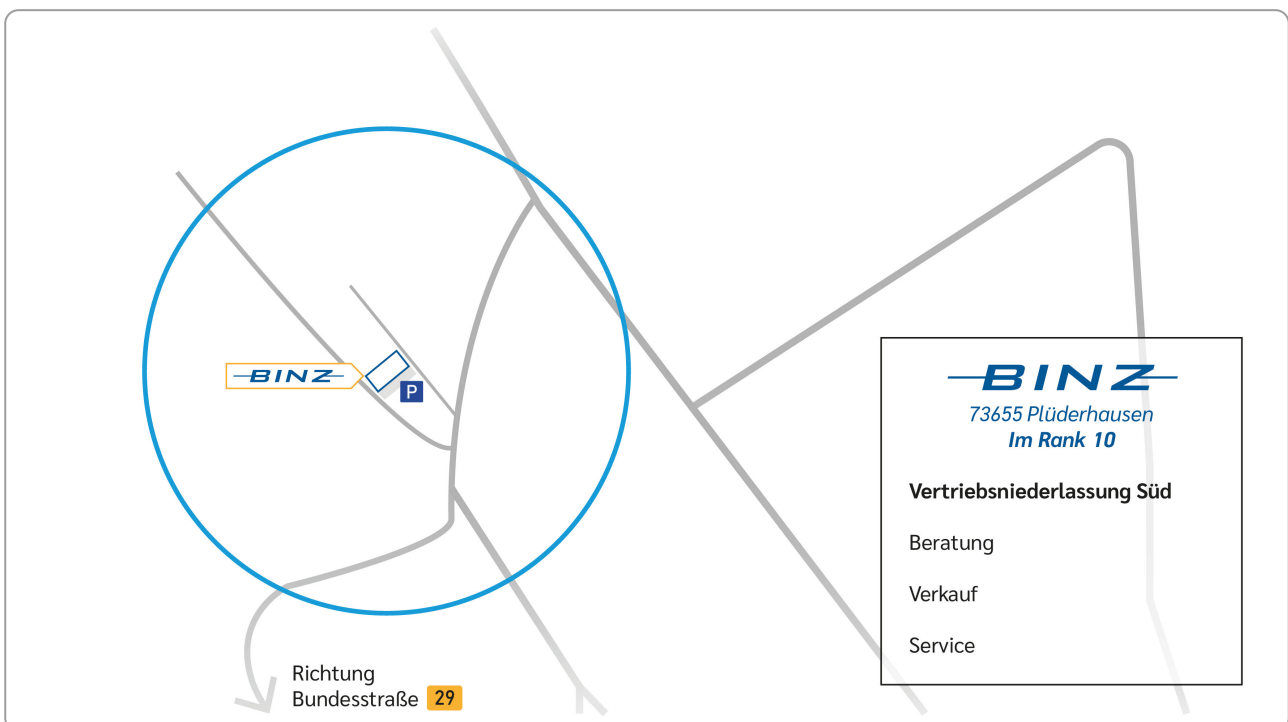 BINZ
P
Richtung
Bundesstraße 29
BINZ
73655 Plüderhausen
Im Rank 10
Vertriebsniederlassung Süd
Beratung
Verkauf
Service